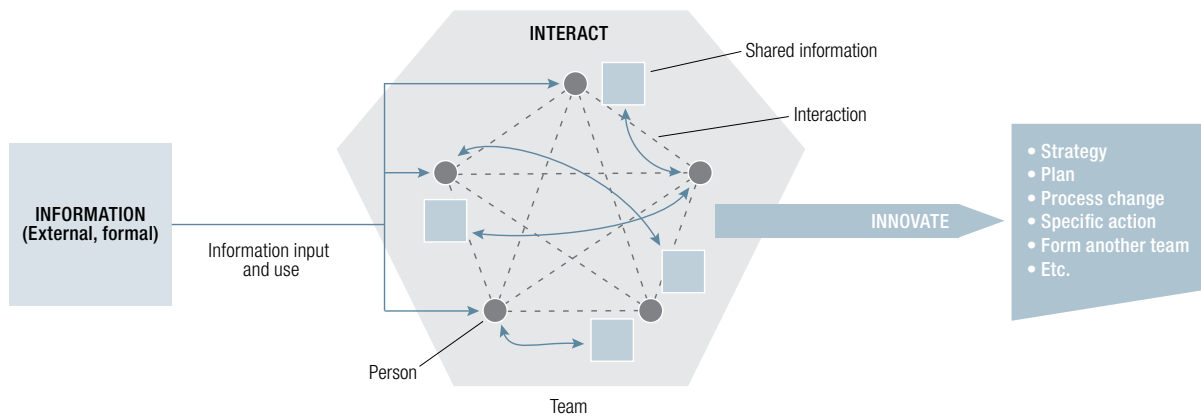 INTERACT
Shared information
Interaction
INFORMATION
(External, formal)
Information input
and use
INNOVATE
• Strategy
• Plan
• Process change
• Specific action
• Form another team
• Etc.
Person
Team